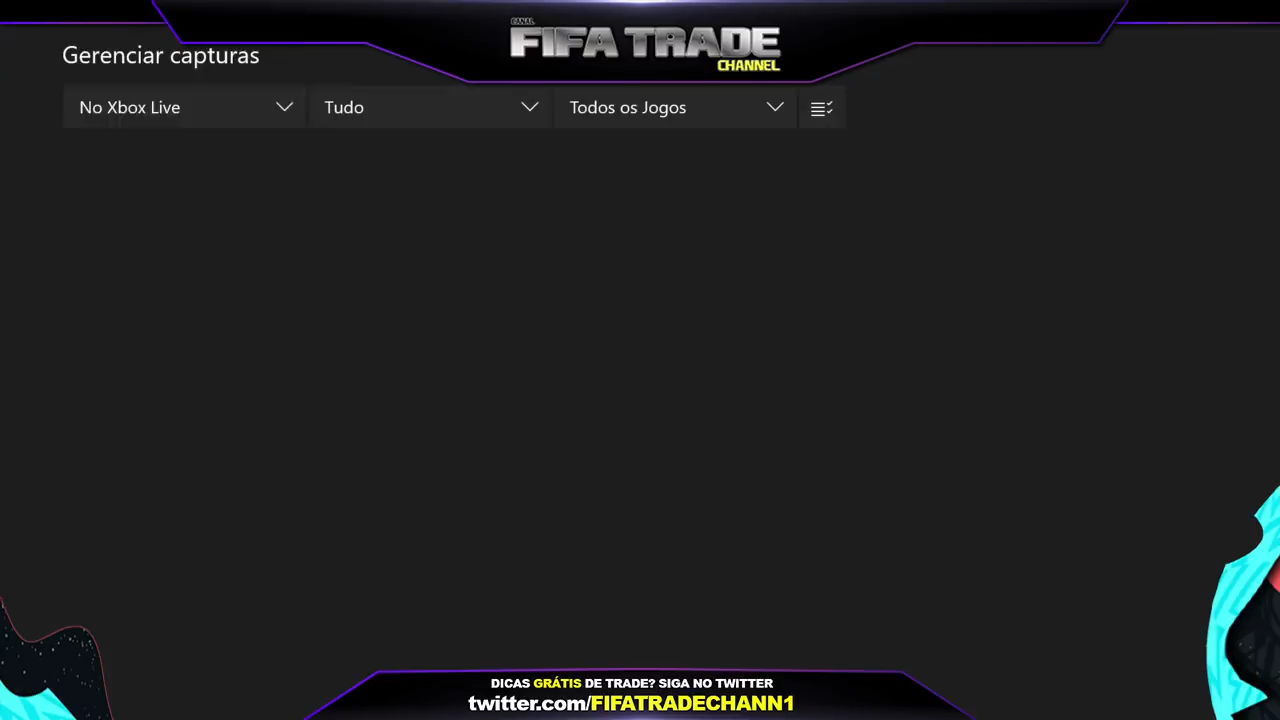 CANAL
FIFA TRADE
CHANNEL
Gerenciar capturas
No Xbox Live
Tudo
Todos os Jogos
DICAS GRÁTIS DE TRADE? SIGA NO TWITTER
twitter.com/FIFATRADECHANN1